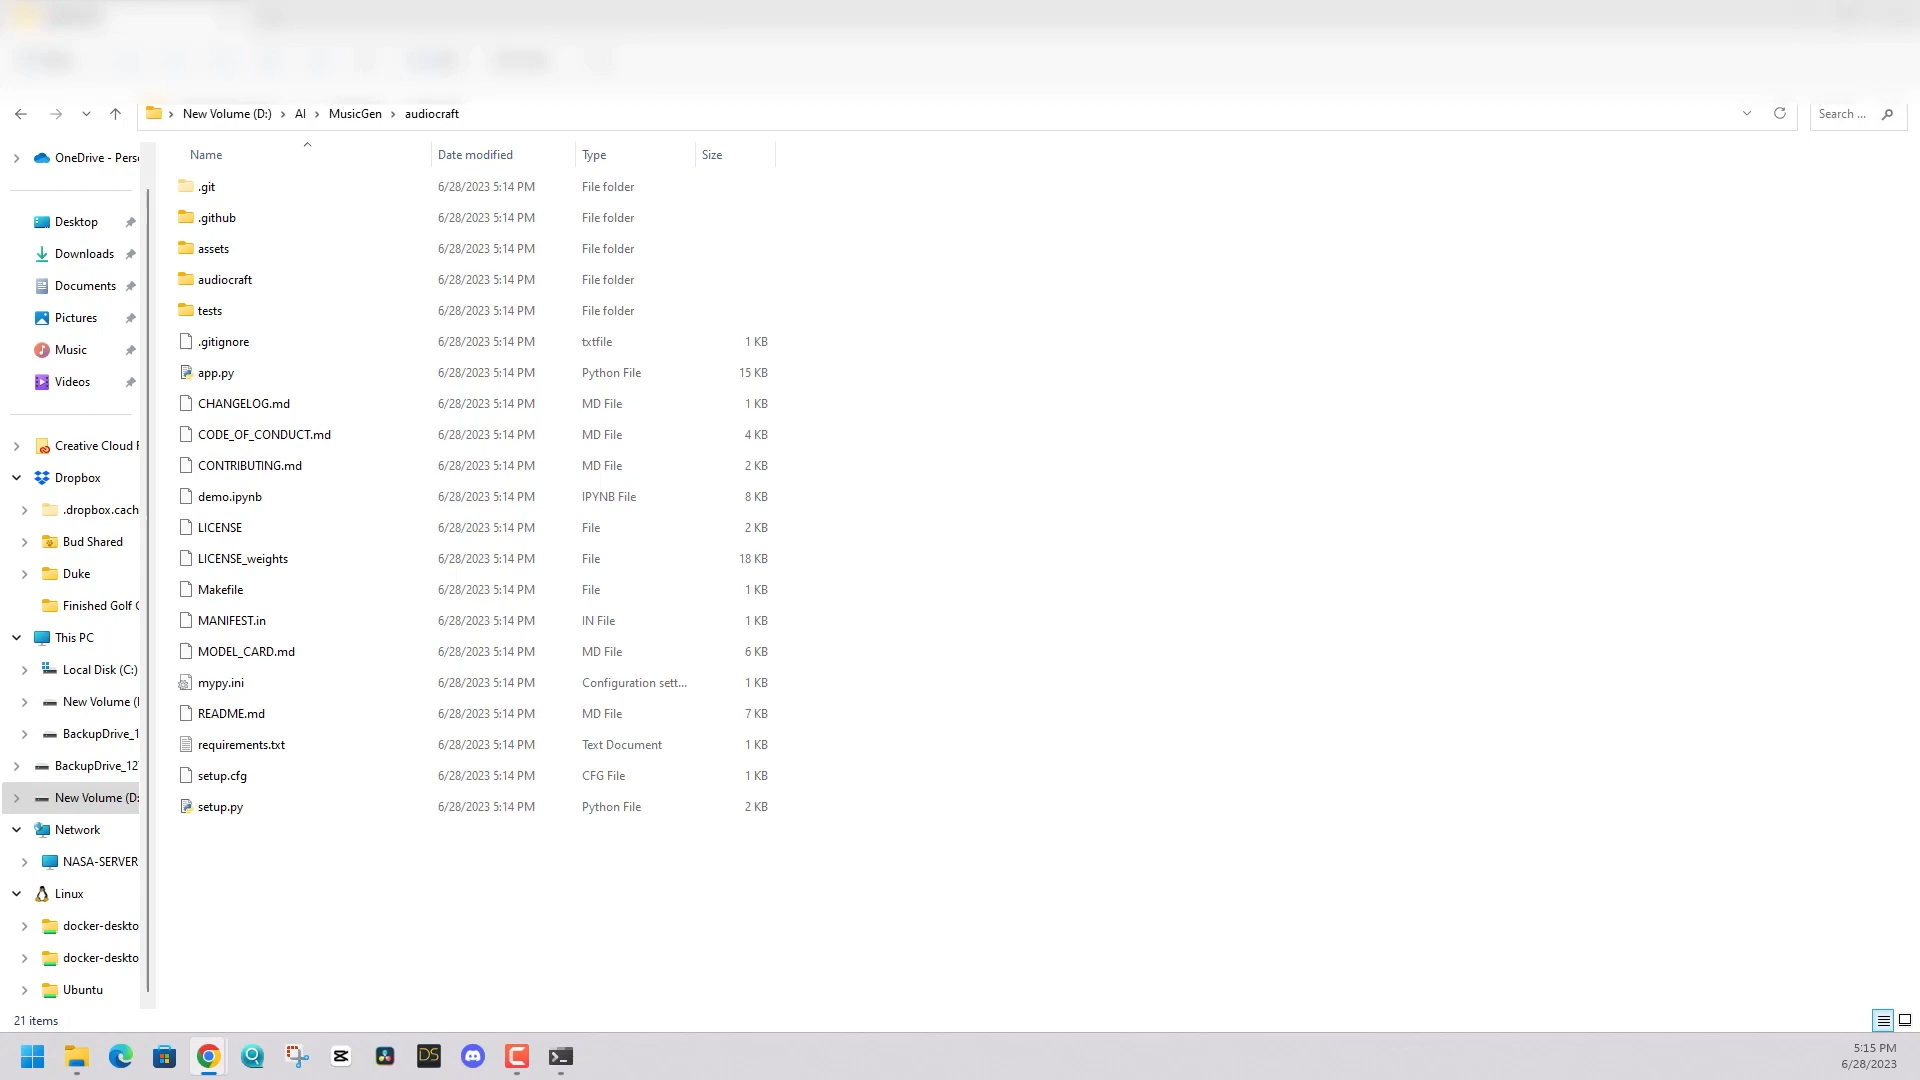 New Volume (D:) AI MusicGen audiocraft Search ...
Name Date modified Type Size
.git 6/28/2023 5:14 PM File folder
.github 6/28/2023 5:14 PM File folder
assets 6/28/2023 5:14 PM File folder
audiocraft 6/28/2023 5:14 PM File folder
tests 6/28/2023 5:14 PM File folder
.gitignore 6/28/2023 5:14 PM txtfile 1 KB
app.py 6/28/2023 5:14 PM Python File 15 KB
CHANGELOG.md 6/28/2023 5:14 PM MD File 1 KB
CODE_OF_CONDUCT.md 6/28/2023 5:14 PM MD File 4 KB
CONTRIBUTING.md 6/28/2023 5:14 PM MD File 2 KB
demo.ipynb 6/28/2023 5:14 PM IPYNB File 8 KB
LICENSE 6/28/2023 5:14 PM File 2 KB
LICENSE_weights 6/28/2023 5:14 PM File 18 KB
Makefile 6/28/2023 5:14 PM File 1 KB
MANIFEST.in 6/28/2023 5:14 PM IN File 1 KB
MODEL_CARD.md 6/28/2023 5:14 PM MD File 6 KB
mypy.ini 6/28/2023 5:14 PM Configuration sett... 1 KB
README.md 6/28/2023 5:14 PM MD File 7 KB
requirements.txt 6/28/2023 5:14 PM Text Document 1 KB
setup.cfg 6/28/2023 5:14 PM CFG File 1 KB
setup.py 6/28/2023 5:14 PM Python File 2 KB
OneDrive - Pers
Desktop
Downloads
Documents
Pictures
Music
Videos
Creative Cloud F
Dropbox
.dropbox.cach
Bud Shared
Duke
Finished Golf C
This PC
Local Disk (C:)
New Volume (
BackupDrive_1
BackupDrive_12
New Volume (D:
Network
NASA-SERVER
Linux
docker-deskto
docker-deskto
Ubuntu
21 items
DS
5:15 PM
6/28/2023